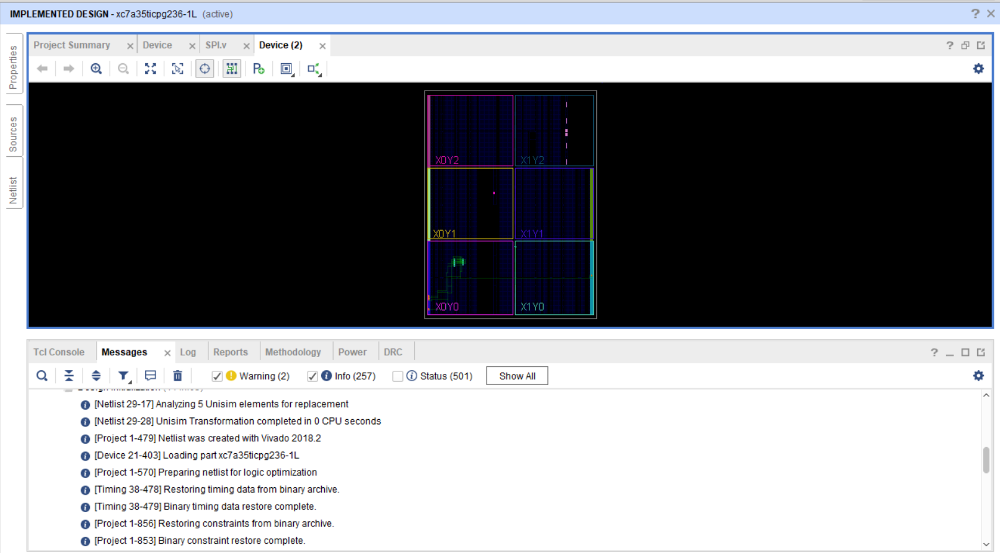 IMPLEMENTED DESIGN - xc7a35ticpg236-1L (active)
Properties
Sources
Netlist
Project Summary
Device
SPI.v
Device (2)
X0Y2
X1Y2
X0Y1
X1Y1
X0Y0
X1Y0
Tcl Console
Messages
Log
Reports
Methodology
Power
DRC
Warning (2)
Info (257)
Status (501)
Show All
[Netlist 29-17] Analyzing 5 Unisim elements for replacement
[Netlist 29-28] Unisim Transformation completed in 0 CPU seconds
[Project 1-479] Netlist was created with Vivado 2018.2
[Device 21-403] Loading part xc7a35ticpg236-1L
[Project 1-570] Preparing netlist for logic optimization
[Timing 38-478] Restoring timing data from binary archive.
[Timing 38-479] Binary timing data restore complete.
[Project 1-856] Restoring constraints from binary archive.
[Project 1-853] Binary constraint restore complete.